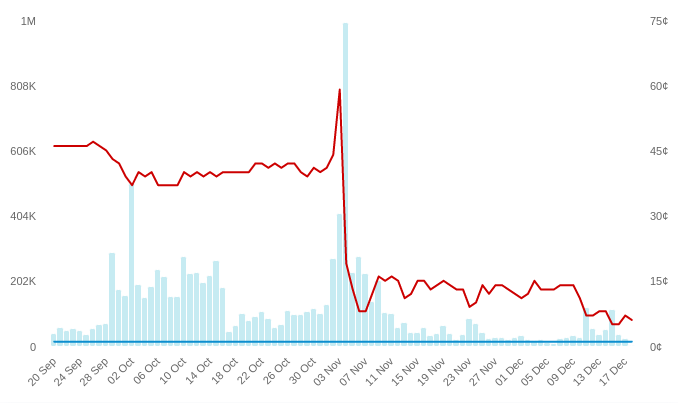 1M 75¢
808K 60¢
606K 45¢
404K 30¢
202K 15¢
0 0¢
20 Sep 24 Sep 28 Sep 02 Oct 06 Oct 10 Oct 14 Oct 18 Oct 22 Oct 26 Oct 30 Oct 03 Nov 07 Nov 11 Nov 15 Nov 19 Nov 23 Nov 27 Nov 01 Dec 05 Dec 09 Dec 13 Dec 17 Dec